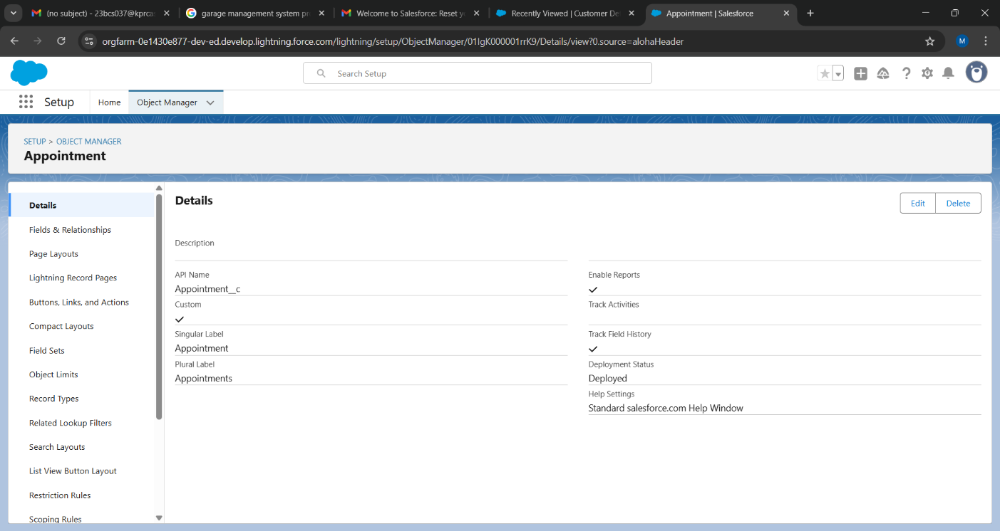 (no subject) - 23bcs037@kprca
garage management system pr
Welcome to Salesforce: Reset y
Recently Viewed | Customer De
Appointment | Salesforce
orgfarm-0e1430e877-dev-ed.develop.lightning.force.com/lightning/setup/ObjectManager/01IgK000001rrK9/Details/view?0.source=alohaHeader
M
Search Setup
Setup
Home
Object Manager
SETUP > OBJECT MANAGER
Appointment
Details
Fields & Relationships
Page Layouts
Lightning Record Pages
Buttons, Links, and Actions
Compact Layouts
Field Sets
Object Limits
Record Types
Related Lookup Filters
Search Layouts
List View Button Layout
Restriction Rules
Scoping Rules
Details
Edit
Delete
Description
API Name
Appointment__c
Custom
Singular Label
Appointment
Plural Label
Appointments
Enable Reports
Track Activities
Track Field History
Deployment Status
Deployed
Help Settings
Standard salesforce.com Help Window